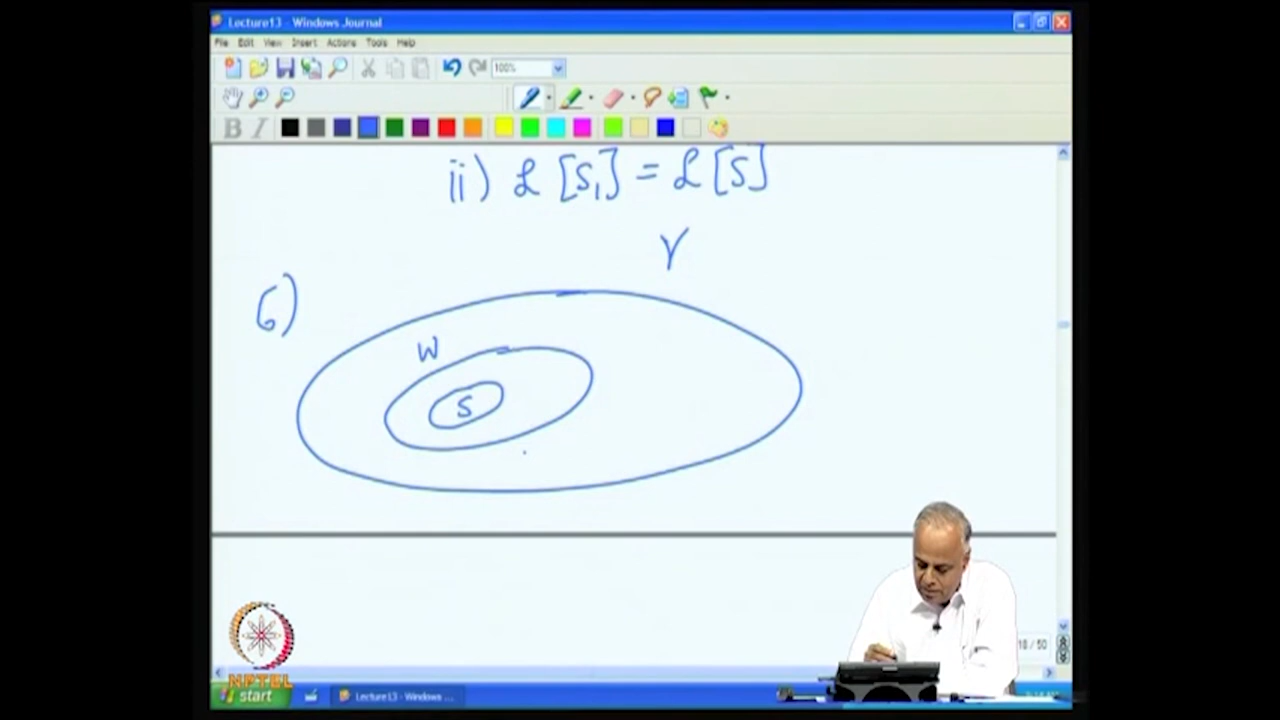 Lecture13 - Windows Journal
File Edit View Insert Actions Tools Help
100%
B I
ii) ℒ [S₁] = ℒ [S]
V
6)
W
S
18 / 50
NPTEL
start Lecture13 - Windows ...